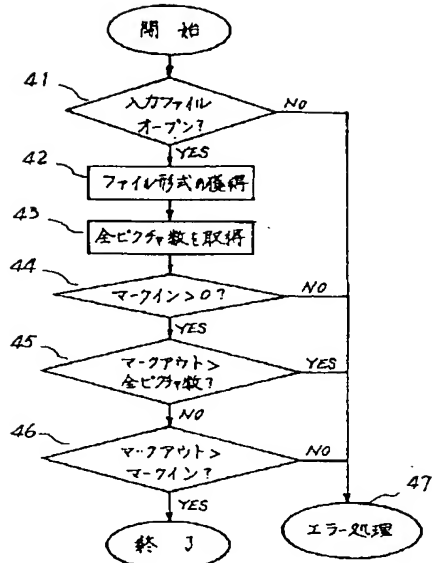 開始
41
入力ファイル
オープン?
NO
YES
42
ファイル形式の獲得
43
全ピクチャ数を取得
44
マークイン>0?
NO
YES
45
マークアウト>
全ピクチャ数?
YES
NO
46
マークアウト>
マークイン?
NO
YES
47
終了
エラー処理